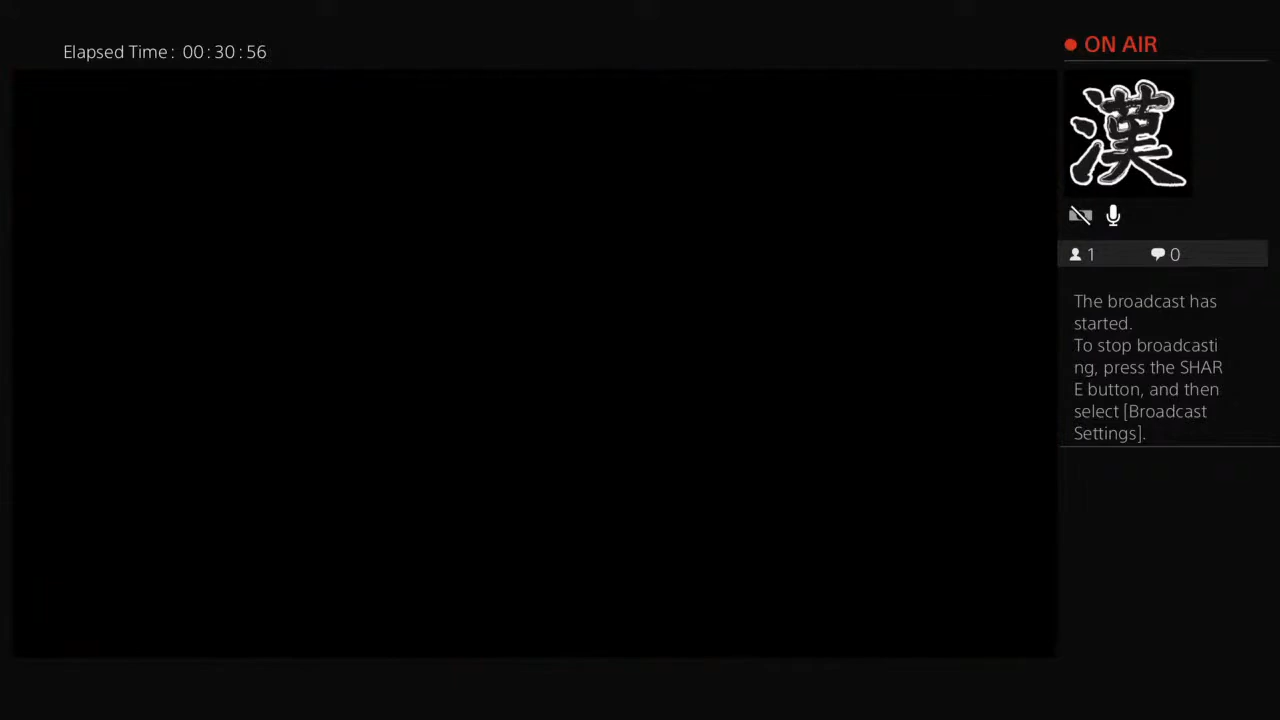 Elapsed Time: 00:30:56
ON AIR
漢
1 0
The broadcast has
started.
To stop broadcasti
ng, press the SHAR
E button, and then
select [Broadcast
Settings].